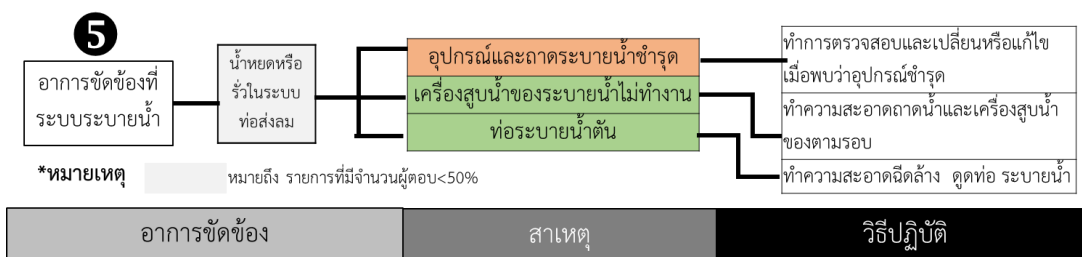 5
อาการขัดข้องที่
ระบบระบายน้ำ
น้ำหยดหรือ
รั่วในระบบ
ท่อส่งลม
อุปกรณ์และถาดระบายน้ำชำรุด
เครื่องสูบน้ำของระบายน้ำไม่ทำงาน
ท่อระบายน้ำตัน
ทำการตรวจสอบและเปลี่ยนหรือแก้ไข
เมื่อพบว่าอุปกรณ์ชำรุด
ทำความสะอาดถาดน้ำและเครื่องสูบน้ำ
ของตามรอบ
ทำความสะอาดฉีดล้าง ดูดท่อ ระบายน้ำ
*หมายเหตุ หมายถึง รายการที่มีจำนวนผู้ตอบ<50%
อาการขัดข้อง สาเหตุ วิธีปฏิบัติ